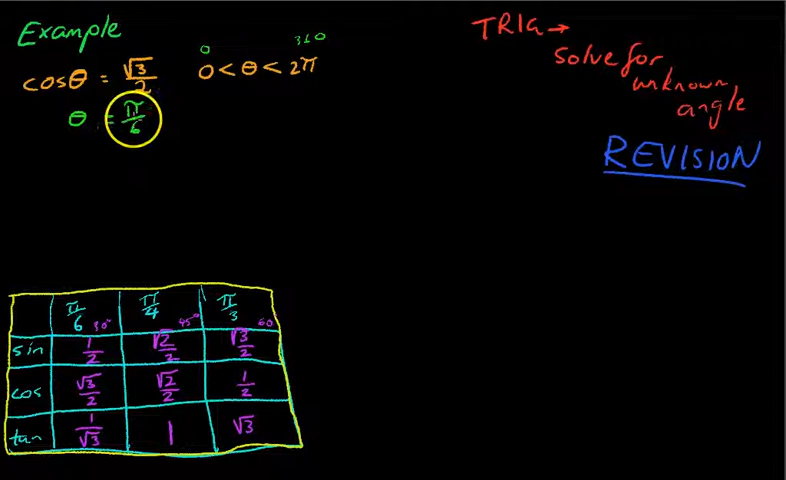 Example
cosθ = √3/2
0 < θ < 2π
0
360
θ = π/6
TRIG →
solve for
unknown
angle
REVISION
π/6 30° π/4 45° π/3 60
sin 1/2 √2/2 √3/2
cos √3/2 √2/2 1/2
tan 1/√3 1 √3